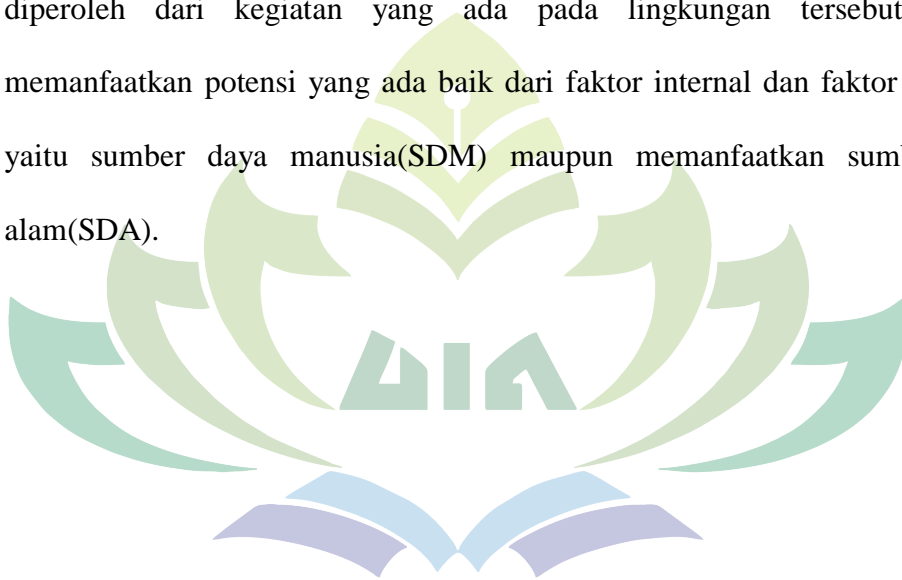 diperoleh dari kegiatan yang ada pada lingkungan tersebut
memanfaatkan potensi yang ada baik dari faktor internal dan faktor
yaitu sumber daya manusia(SDM) maupun memanfaatkan
alam(SDA).
UIN